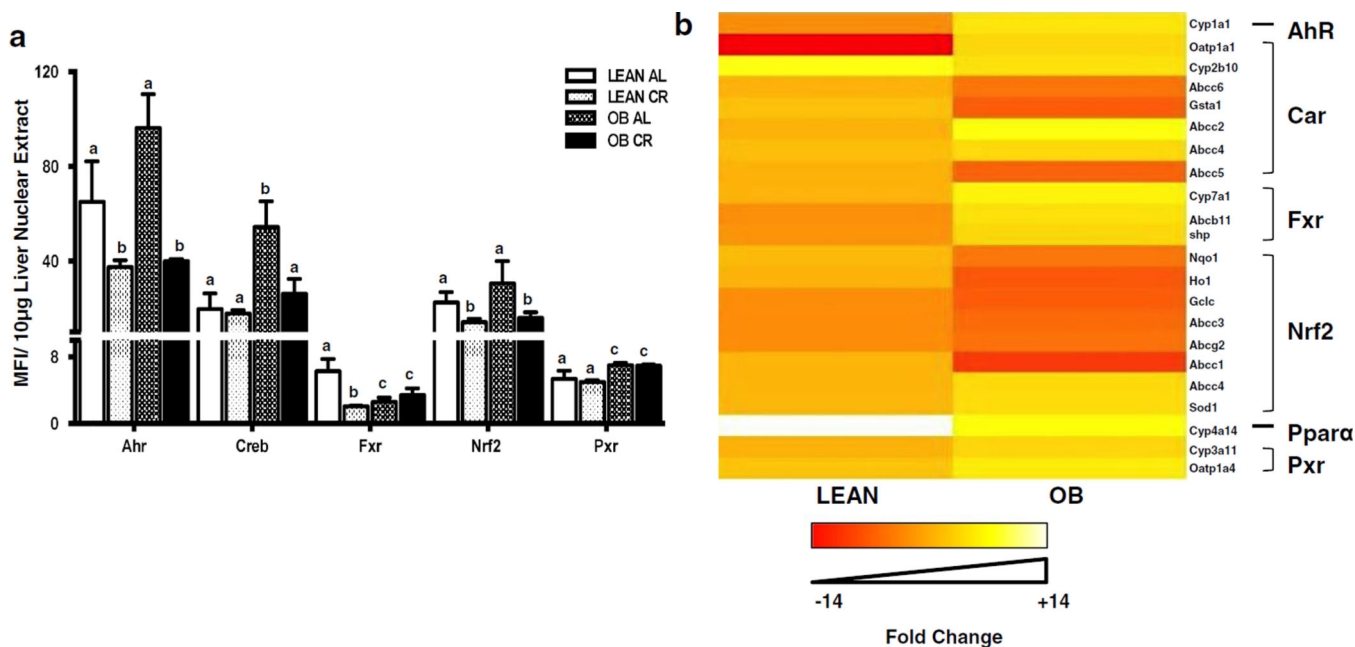 a
MFI/ 10µg Liver Nuclear Extract
120
80
40
8
0
a
b
a
b
a
a
b
a
a
b
c
c
a
b
a
b
a
a
c
c
Ahr
Creb
Fxr
Nrf2
Pxr
LEAN AL
LEAN CR
OB AL
OB CR
b
Cyp1a1
Oatp1a1
Cyp2b10
Abcc6
Gsta1
Abcc2
Abcc4
Abcc5
Cyp7a1
Abcb11
shp
Nqo1
Ho1
Gclc
Abcc3
Abcg2
Abcc1
Abcc4
Sod1
Cyp4a14
Cyp3a11
Oatp1a4
AhR
Car
Fxr
Nrf2
Pparα
Pxr
LEAN OB
-14 +14
Fold Change